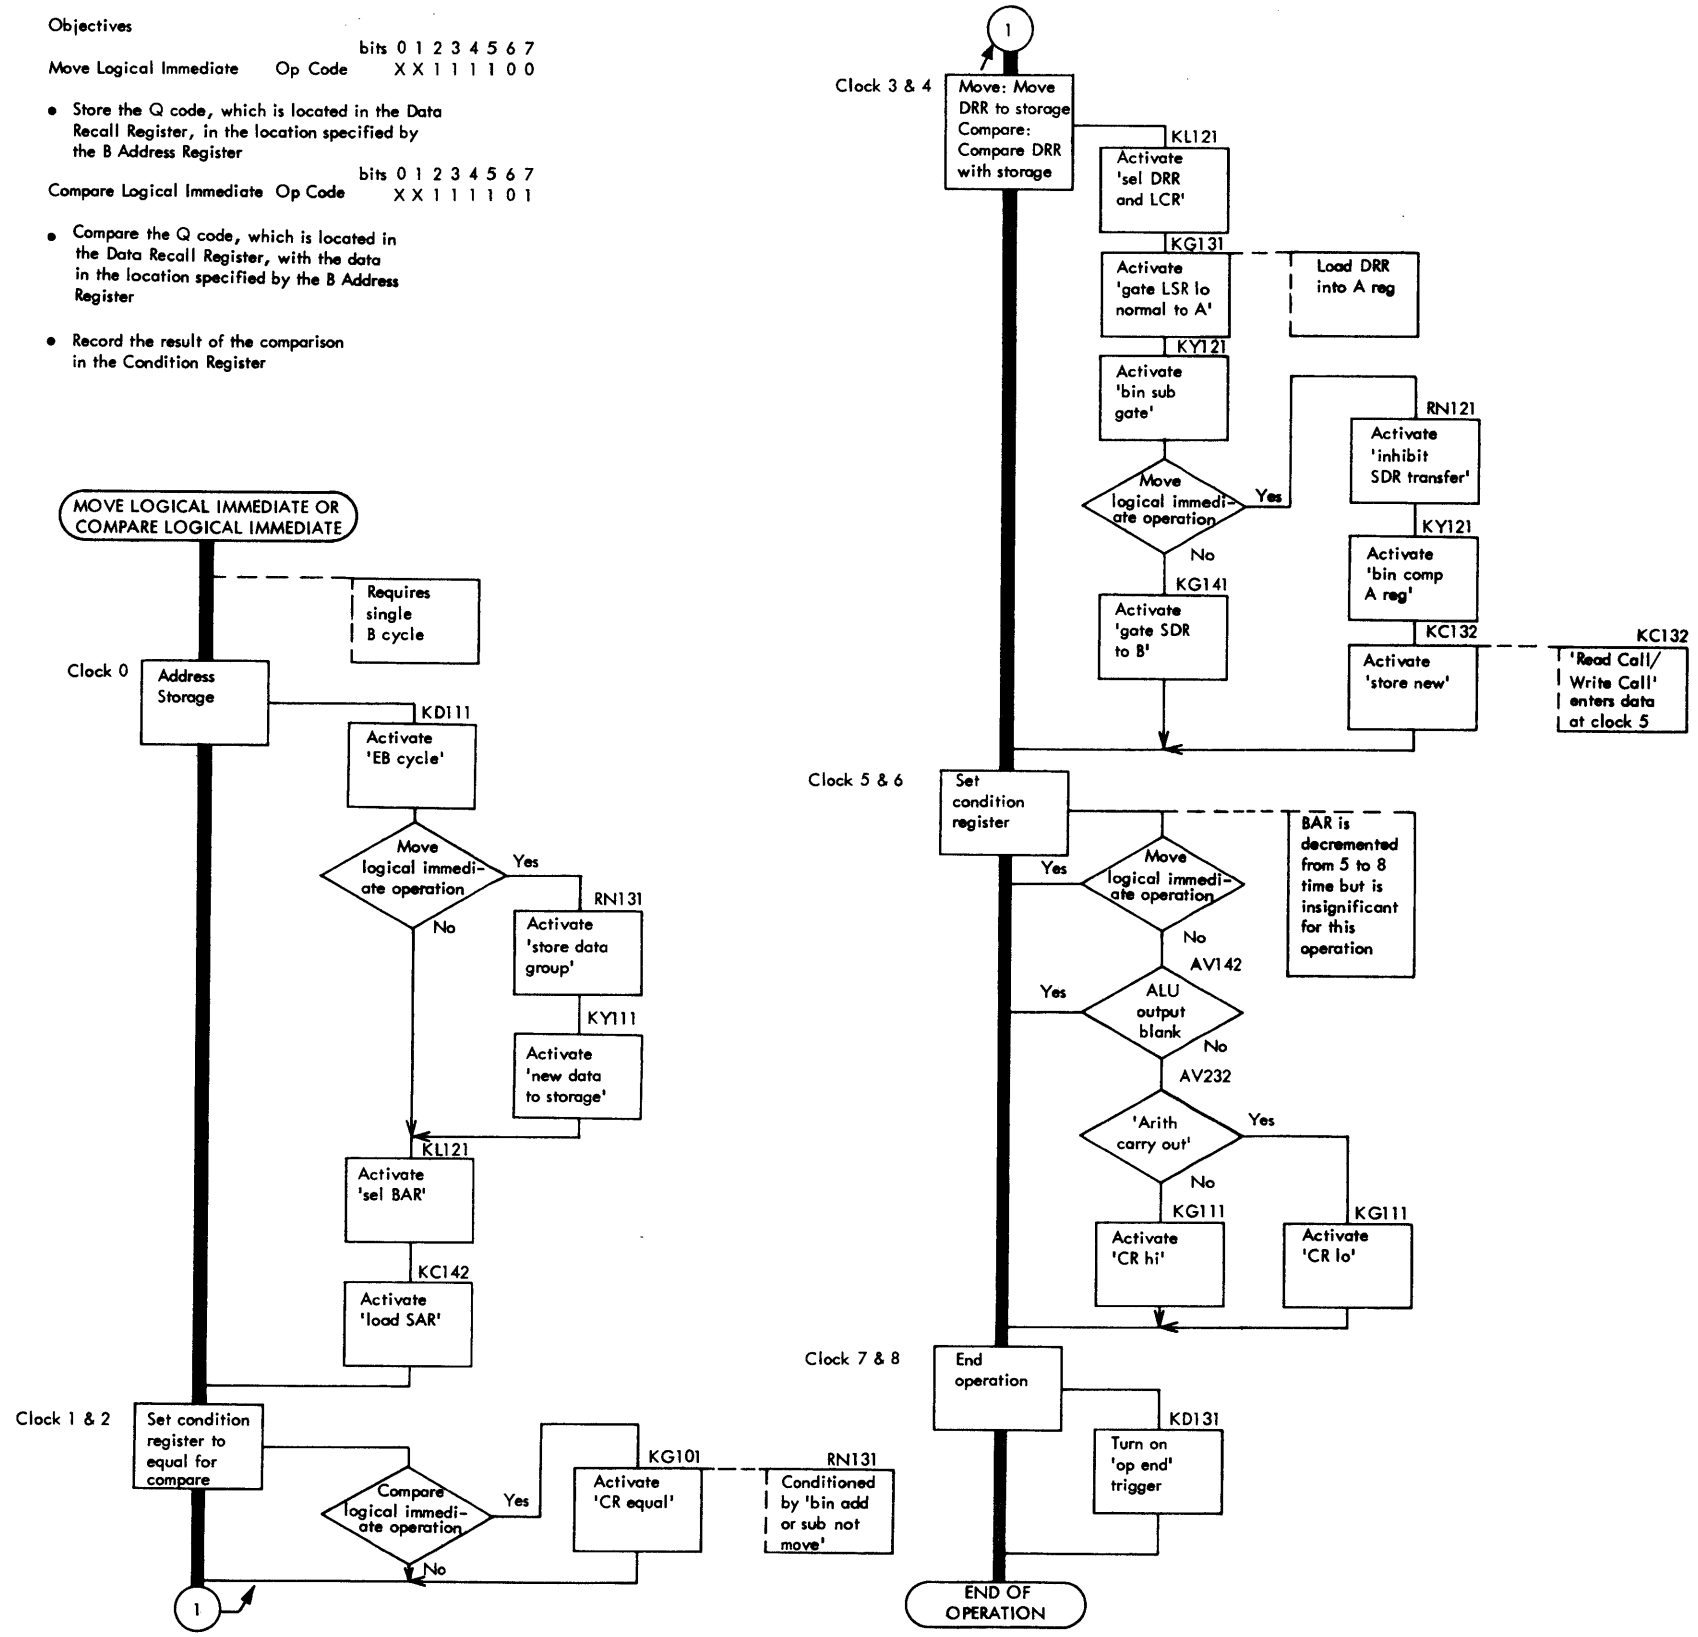 Objectives
bits 0 1 2 3 4 5 6 7
Move Logical Immediate Op Code X X 1 1 1 1 0 0
• Store the Q code, which is located in the Data
Recall Register, in the location specified by
the B Address Register
bits 0 1 2 3 4 5 6 7
Compare Logical Immediate Op Code X X 1 1 1 1 0 1
• Compare the Q code, which is located in
the Data Recall Register, with the data
in the location specified by the B Address
Register
• Record the result of the comparison
in the Condition Register
MOVE LOGICAL IMMEDIATE OR
COMPARE LOGICAL IMMEDIATE
Requires
single
B cycle
Clock 0
Address
Storage
KD111
Activate
'EB cycle'
Move
logical immedi-
ate operation
Yes
No
RN131
Activate
'store data
group'
KY111
Activate
'new data
to storage'
KL121
Activate
'sel BAR'
KC142
Activate
'load SAR'
Clock 1 & 2
Set condition
register to
equal for
compare
Compare
logical immedi-
ate operation
Yes
No
KG101
Activate
'CR equal'
RN131
Conditioned
by 'bin add
or sub not
move'
1
1
Clock 3 & 4
Move: Move
DRR to storage
Compare:
Compare DRR
with storage
KL121
Activate
'sel DRR
and LCR'
KG131
Activate
'gate LSR lo
normal to A'
Load DRR
into A reg
KY121
Activate
'bin sub
gate'
Move
logical immedi-
ate operation
Yes
No
RN121
Activate
'inhibit
SDR transfer'
KY121
Activate
'bin comp
A reg'
KC132
Activate
'store new'
KC132
'Read Call/
Write Call'
enters data
at clock 5
KG141
Activate
'gate SDR
to B'
Clock 5 & 6
Set
condition
register
BAR is
decremented
from 5 to 8
time but is
insignificant
for this
operation
Yes
Move
logical immedi-
ate operation
No
AV142
Yes
ALU
output
blank
No
AV232
'Arith
carry out'
Yes
No
KG111
Activate
'CR hi'
KG111
Activate
'CR lo'
Clock 7 & 8
End
operation
KD131
Turn on
'op end'
trigger
END OF
OPERATION